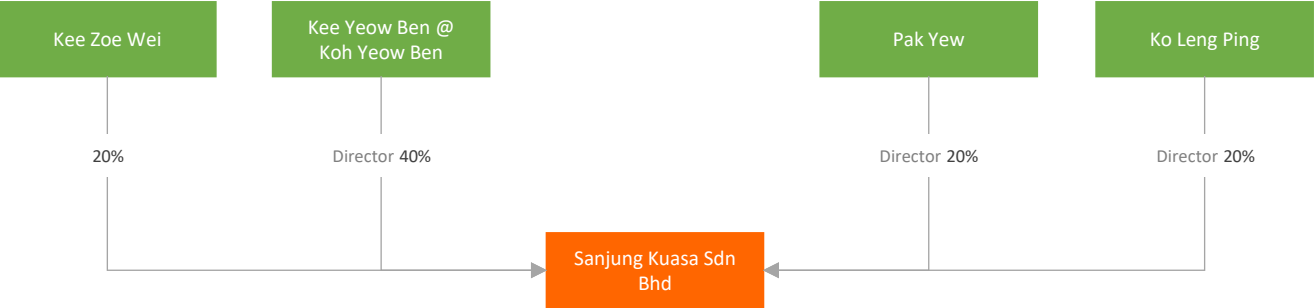 Kee Zoe Wei
Kee Yeow Ben @
Koh Yeow Ben
Pak Yew
Ko Leng Ping
20%
Director 40%
Director 20%
Director 20%
Sanjung Kuasa Sdn
Bhd